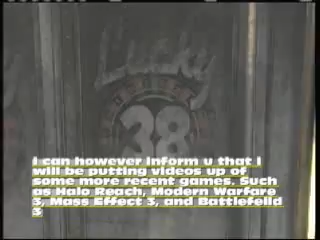 Lucky
38
i can however inform u that i
will be putting videos up of
some more recent games. Such
as Halo Reach, Modern Warfare
3, Mass Effect 3, and Battlefeild
3